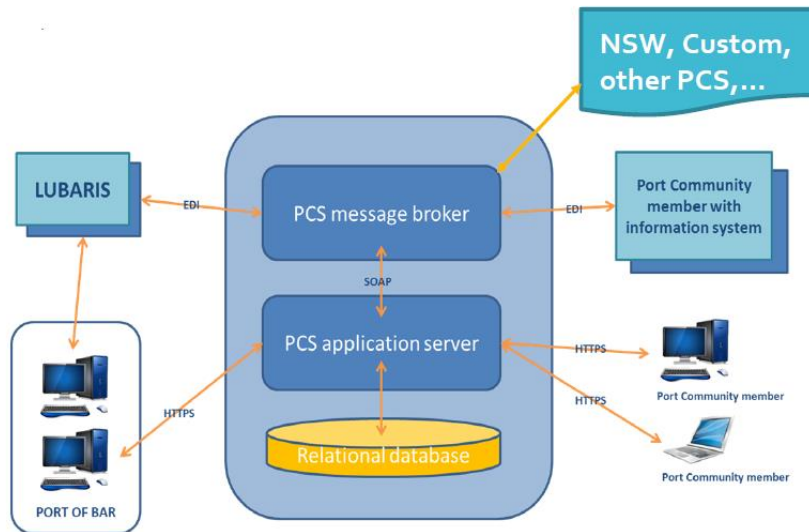 NSW, Custom,
other PCS,...
LUBARIS
EDI
PCS message broker
EDI
Port Community
member with
information system
SOAP
PCS application server
HTTPS
HTTPS
Port Community member
HTTPS
Relational database
Port Community member
PORT OF BAR